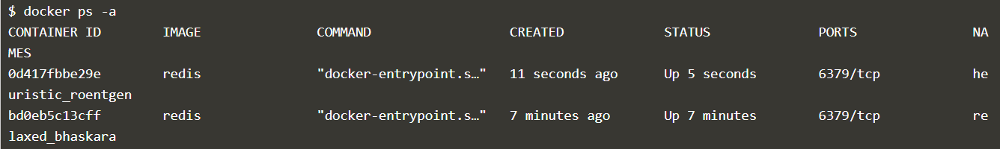 $ docker ps -a
CONTAINER ID        IMAGE               COMMAND                  CREATED             STATUS              PORTS               NA
MES
0d417fbbe29e        redis               "docker-entrypoint.s…"   11 seconds ago      Up 5 seconds        6379/tcp            he
uristic_roentgen
bd0eb5c13cff        redis               "docker-entrypoint.s…"   7 minutes ago       Up 7 minutes        6379/tcp            re
laxed_bhaskara